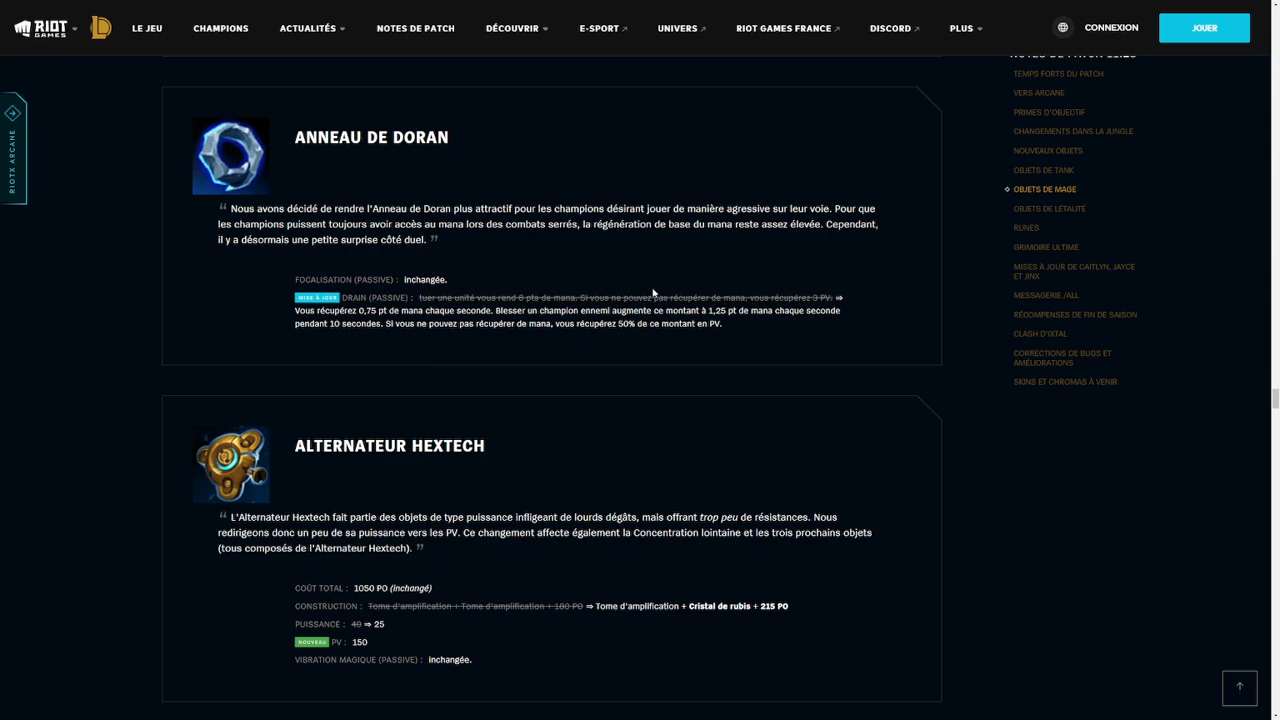 RIOT GAMES
LE JEU
CHAMPIONS
ACTUALITÉS
NOTES DE PATCH
DÉCOUVRIR
E-SPORT
UNIVERS
RIOT GAMES FRANCE
DISCORD
PLUS
CONNEXION
JOUER
RIOTX ARCANE
ANNEAU DE DORAN
“ Nous avons décidé de rendre l'Anneau de Doran plus attractif pour les champions désirant jouer de manière agressive sur leur voie. Pour que
les champions puissent toujours avoir accès au mana lors des combats serrés, la régénération de base du mana reste assez élevée. Cependant,
il y a désormais une petite surprise côté duel. ”
FOCALISATION (PASSIVE) : inchangée.
MISE À JOUR DRAIN (PASSIVE) : tuer une unité vous rend 6 pts de mana. Si vous ne pouvez pas récupérer de mana, vous récupérez 3 PV. ⇒
Vous récupérez 0,75 pt de mana chaque seconde. Blesser un champion ennemi augmente ce montant à 1,25 pt de mana chaque seconde
pendant 10 secondes. Si vous ne pouvez pas récupérer de mana, vous récupérez 50% de ce montant en PV.
ALTERNATEUR HEXTECH
“ L'Alternateur Hextech fait partie des objets de type puissance infligeant de lourds dégâts, mais offrant trop peu de résistances. Nous
redirigeons donc un peu de sa puissance vers les PV. Ce changement affecte également la Concentration lointaine et les trois prochains objets
(tous composés de l'Alternateur Hextech). ”
COÛT TOTAL : 1050 PO (inchangé)
CONSTRUCTION : Tome d'amplification + Tome d'amplification + 180 PO ⇒ Tome d'amplification + Cristal de rubis + 215 PO
PUISSANCE : 40 ⇒ 25
NOUVEAU PV : 150
VIBRATION MAGIQUE (PASSIVE) : inchangée.
TEMPS FORTS DU PATCH
VERS ARCANE
PRIMES D'OBJECTIF
CHANGEMENTS DANS LA JUNGLE
NOUVEAUX OBJETS
OBJETS DE TANK
OBJETS DE MAGE
OBJETS DE LÉTALITÉ
RUNES
GRIMOIRE ULTIME
MISES À JOUR DE CAITLYN, JAYCE
ET JINX
MESSAGERIE /ALL
RÉCOMPENSES DE FIN DE SAISON
CLASH D'IXTAL
CORRECTIONS DE BUGS ET
AMÉLIORATIONS
SKINS ET CHROMAS À VENIR